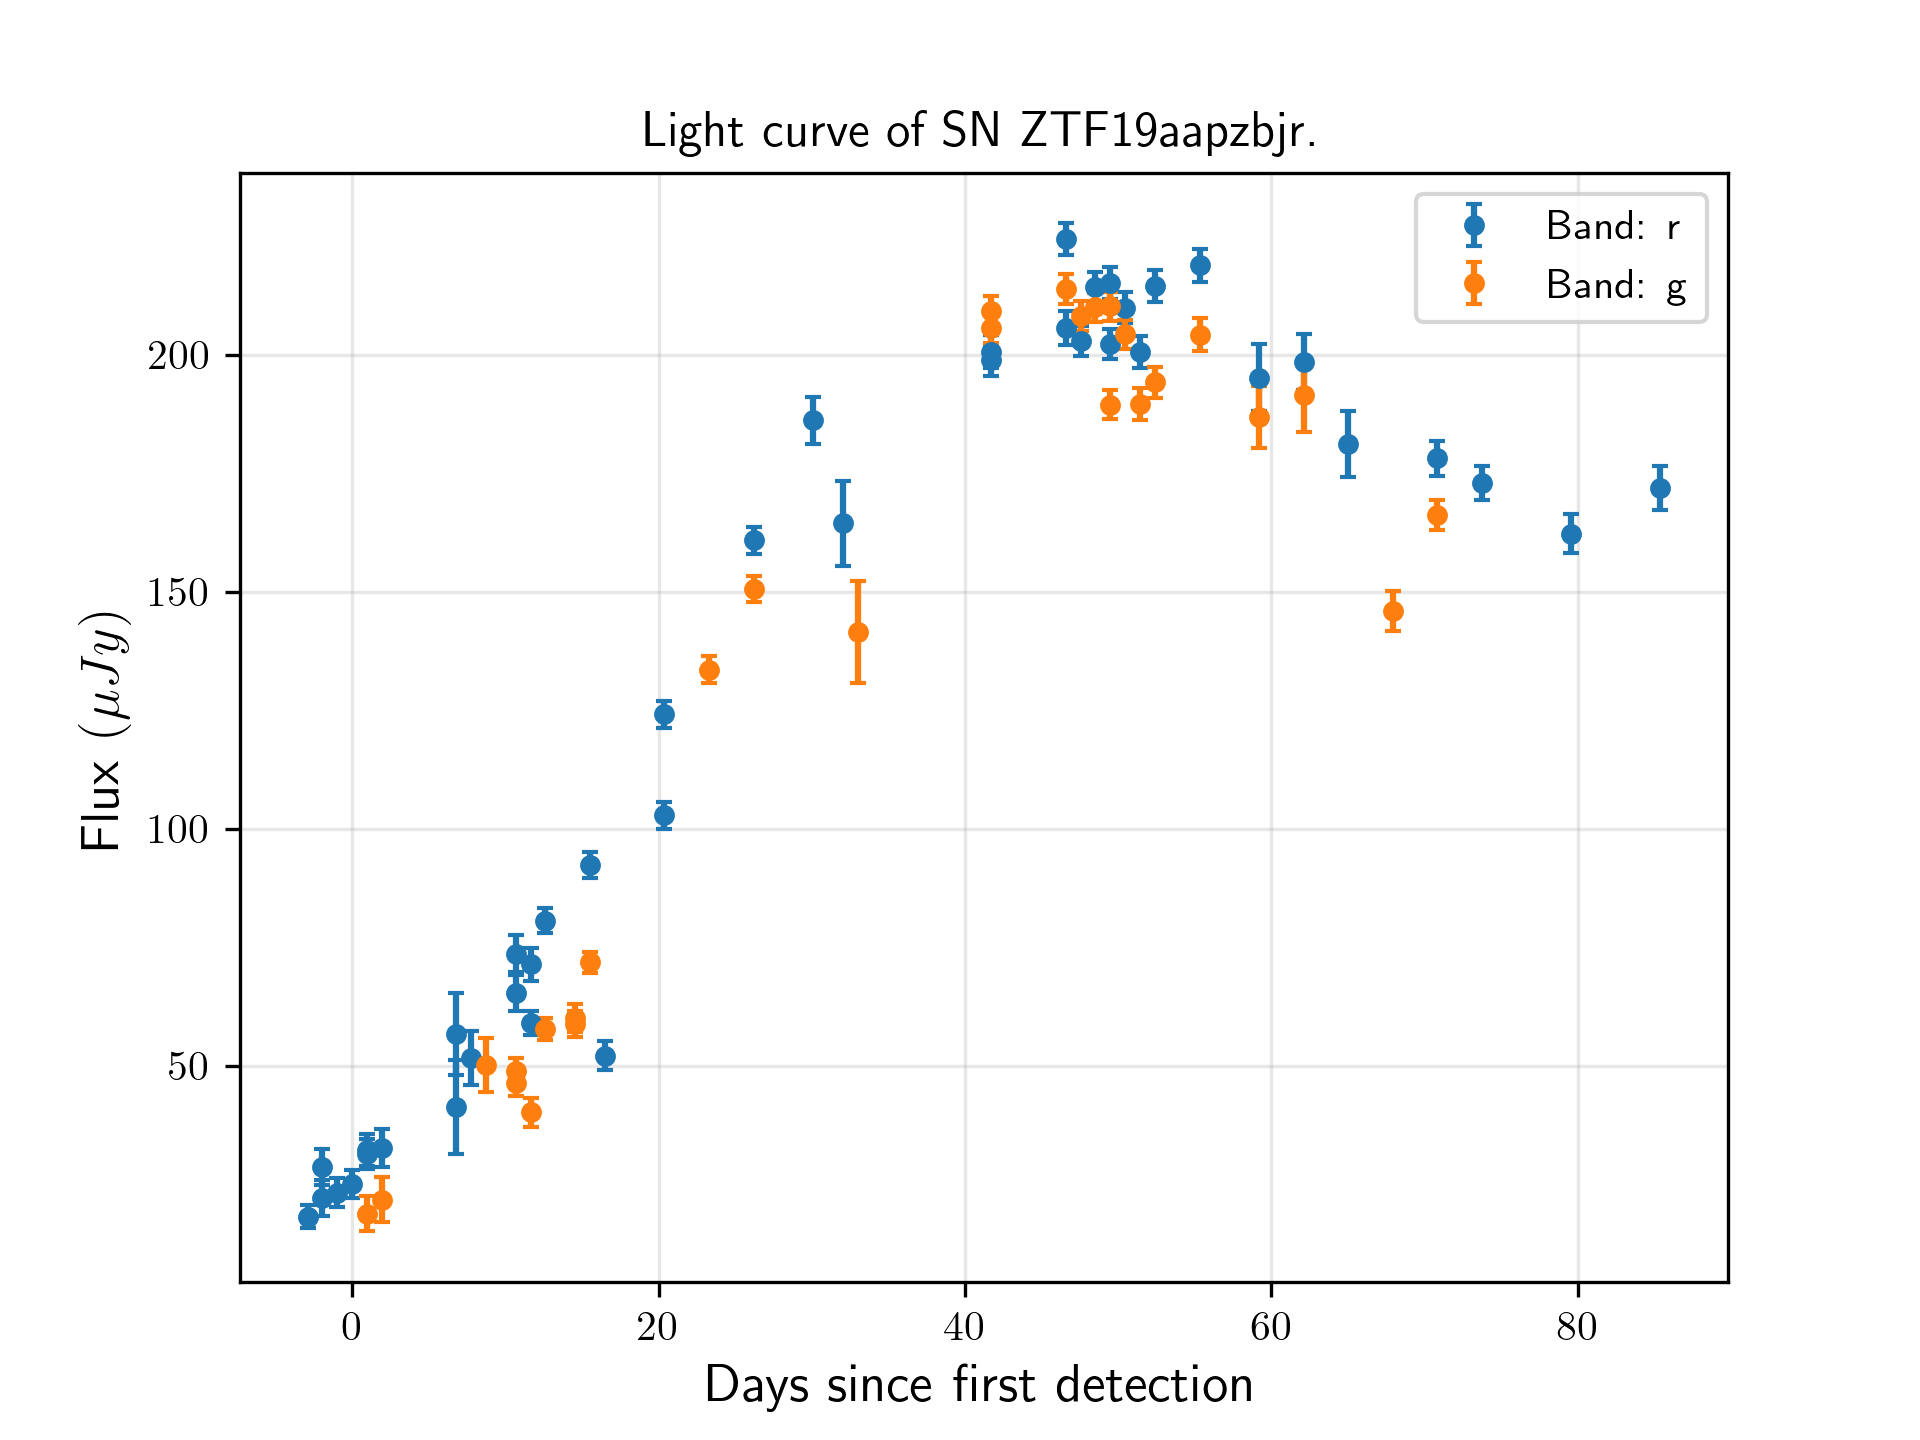 Light curve of SN ZTF19aapzbjr.
Band: r
Band: g
Flux (μJy)
200
150
100
50
0 20 40 60 80
Days since first detection